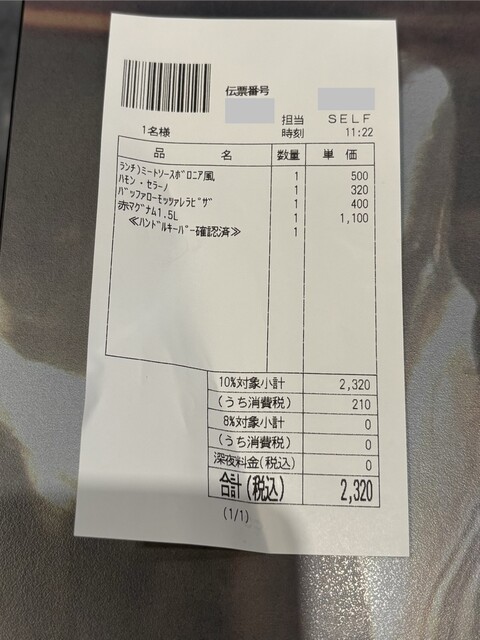 伝票番号
担当 SELF
1名様 時刻 11:22
品名 数量 単価
ランチ)ミートソースボロニア風 1 500
ハモン・セラーノ 1 320
バッファローモッツァレラピザ 1 400
赤マグナム1.5L 1 1,100
≪ハンドルキーパー確認済≫ 1
10%対象小計 2,320
(うち消費税) 210
8%対象小計 0
(うち消費税) 0
深夜料金(税込) 0
合計(税込) 2,320
(1/1)